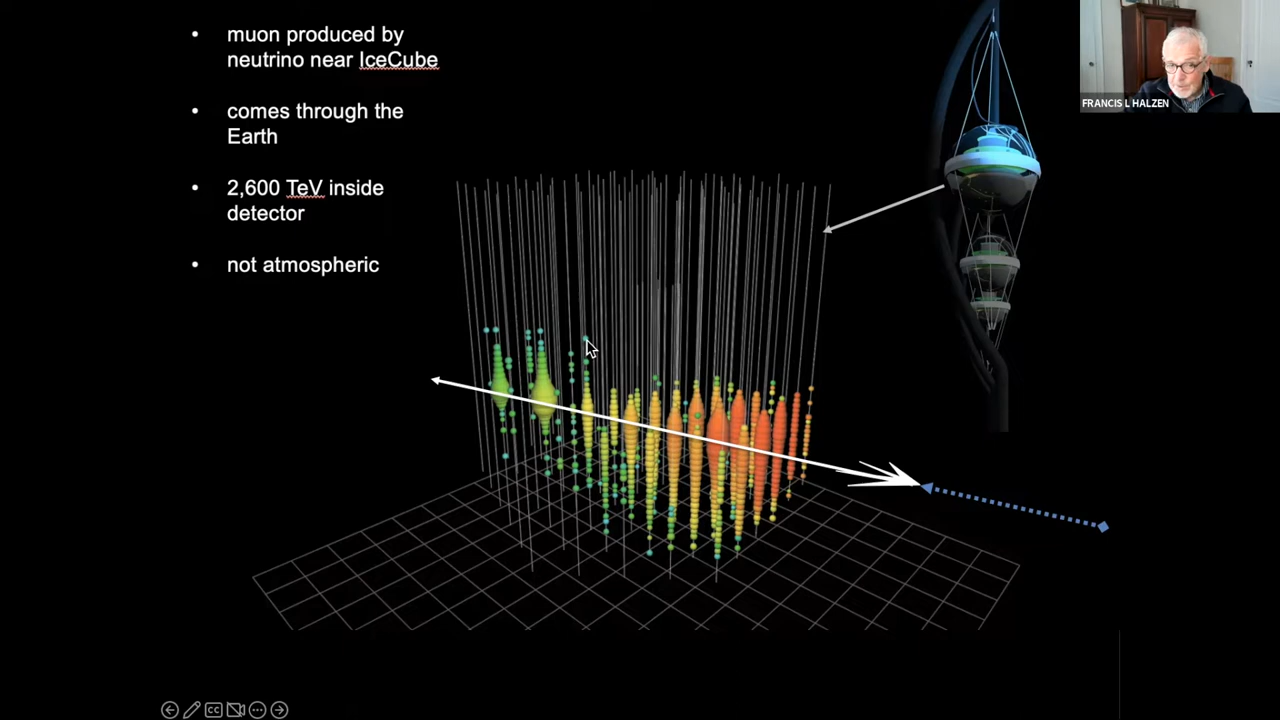 • muon produced by
neutrino near IceCube
• comes through the
Earth
• 2,600 TeV inside
detector
• not atmospheric
FRANCIS L HALZEN
CC